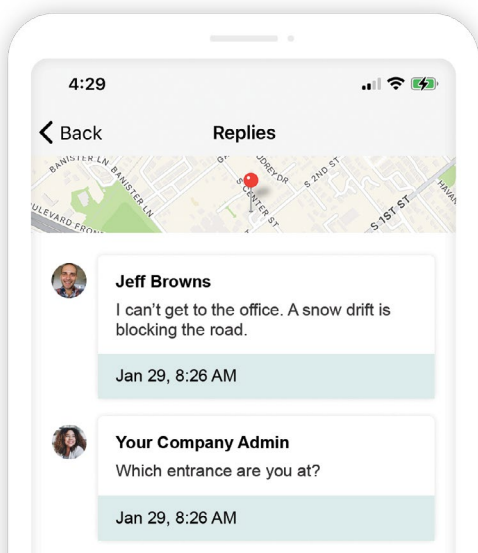 4:29
Back
Replies
BANISTER LN
BANISTER LN
DREY DR
S 2ND ST
S CENTER ST
S 1ST ST
Jeff Browns
I can't get to the office. A snow drift is
blocking the road.
Jan 29, 8:26 AM
Your Company Admin
Which entrance are you at?
Jan 29, 8:26 AM